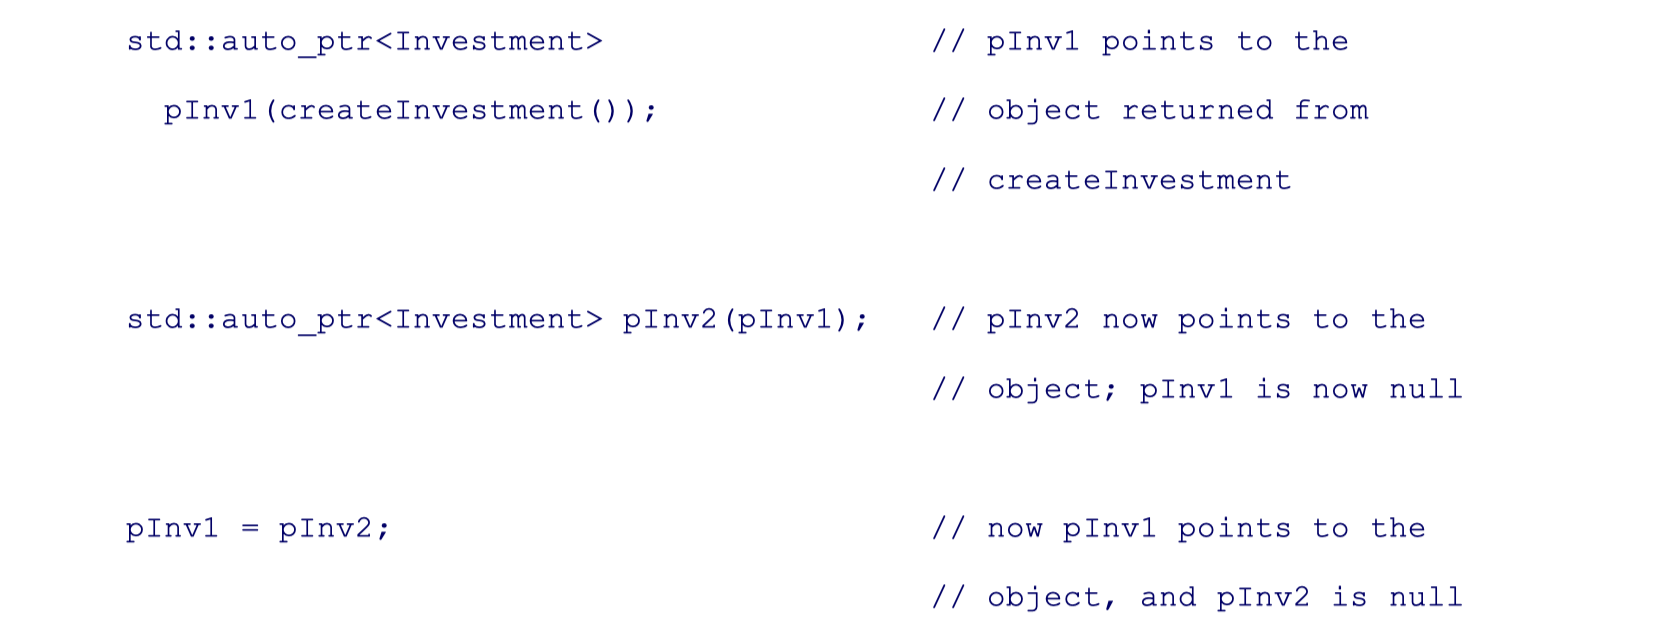 std::auto_ptr<Investment>                  // pInv1 points to the
  pInv1(createInvestment());               // object returned from
                                           // createInvestment
std::auto_ptr<Investment> pInv2(pInv1);    // pInv2 now points to the
                                           // object; pInv1 is now null
pInv1 = pInv2;                             // now pInv1 points to the
                                           // object, and pInv2 is null